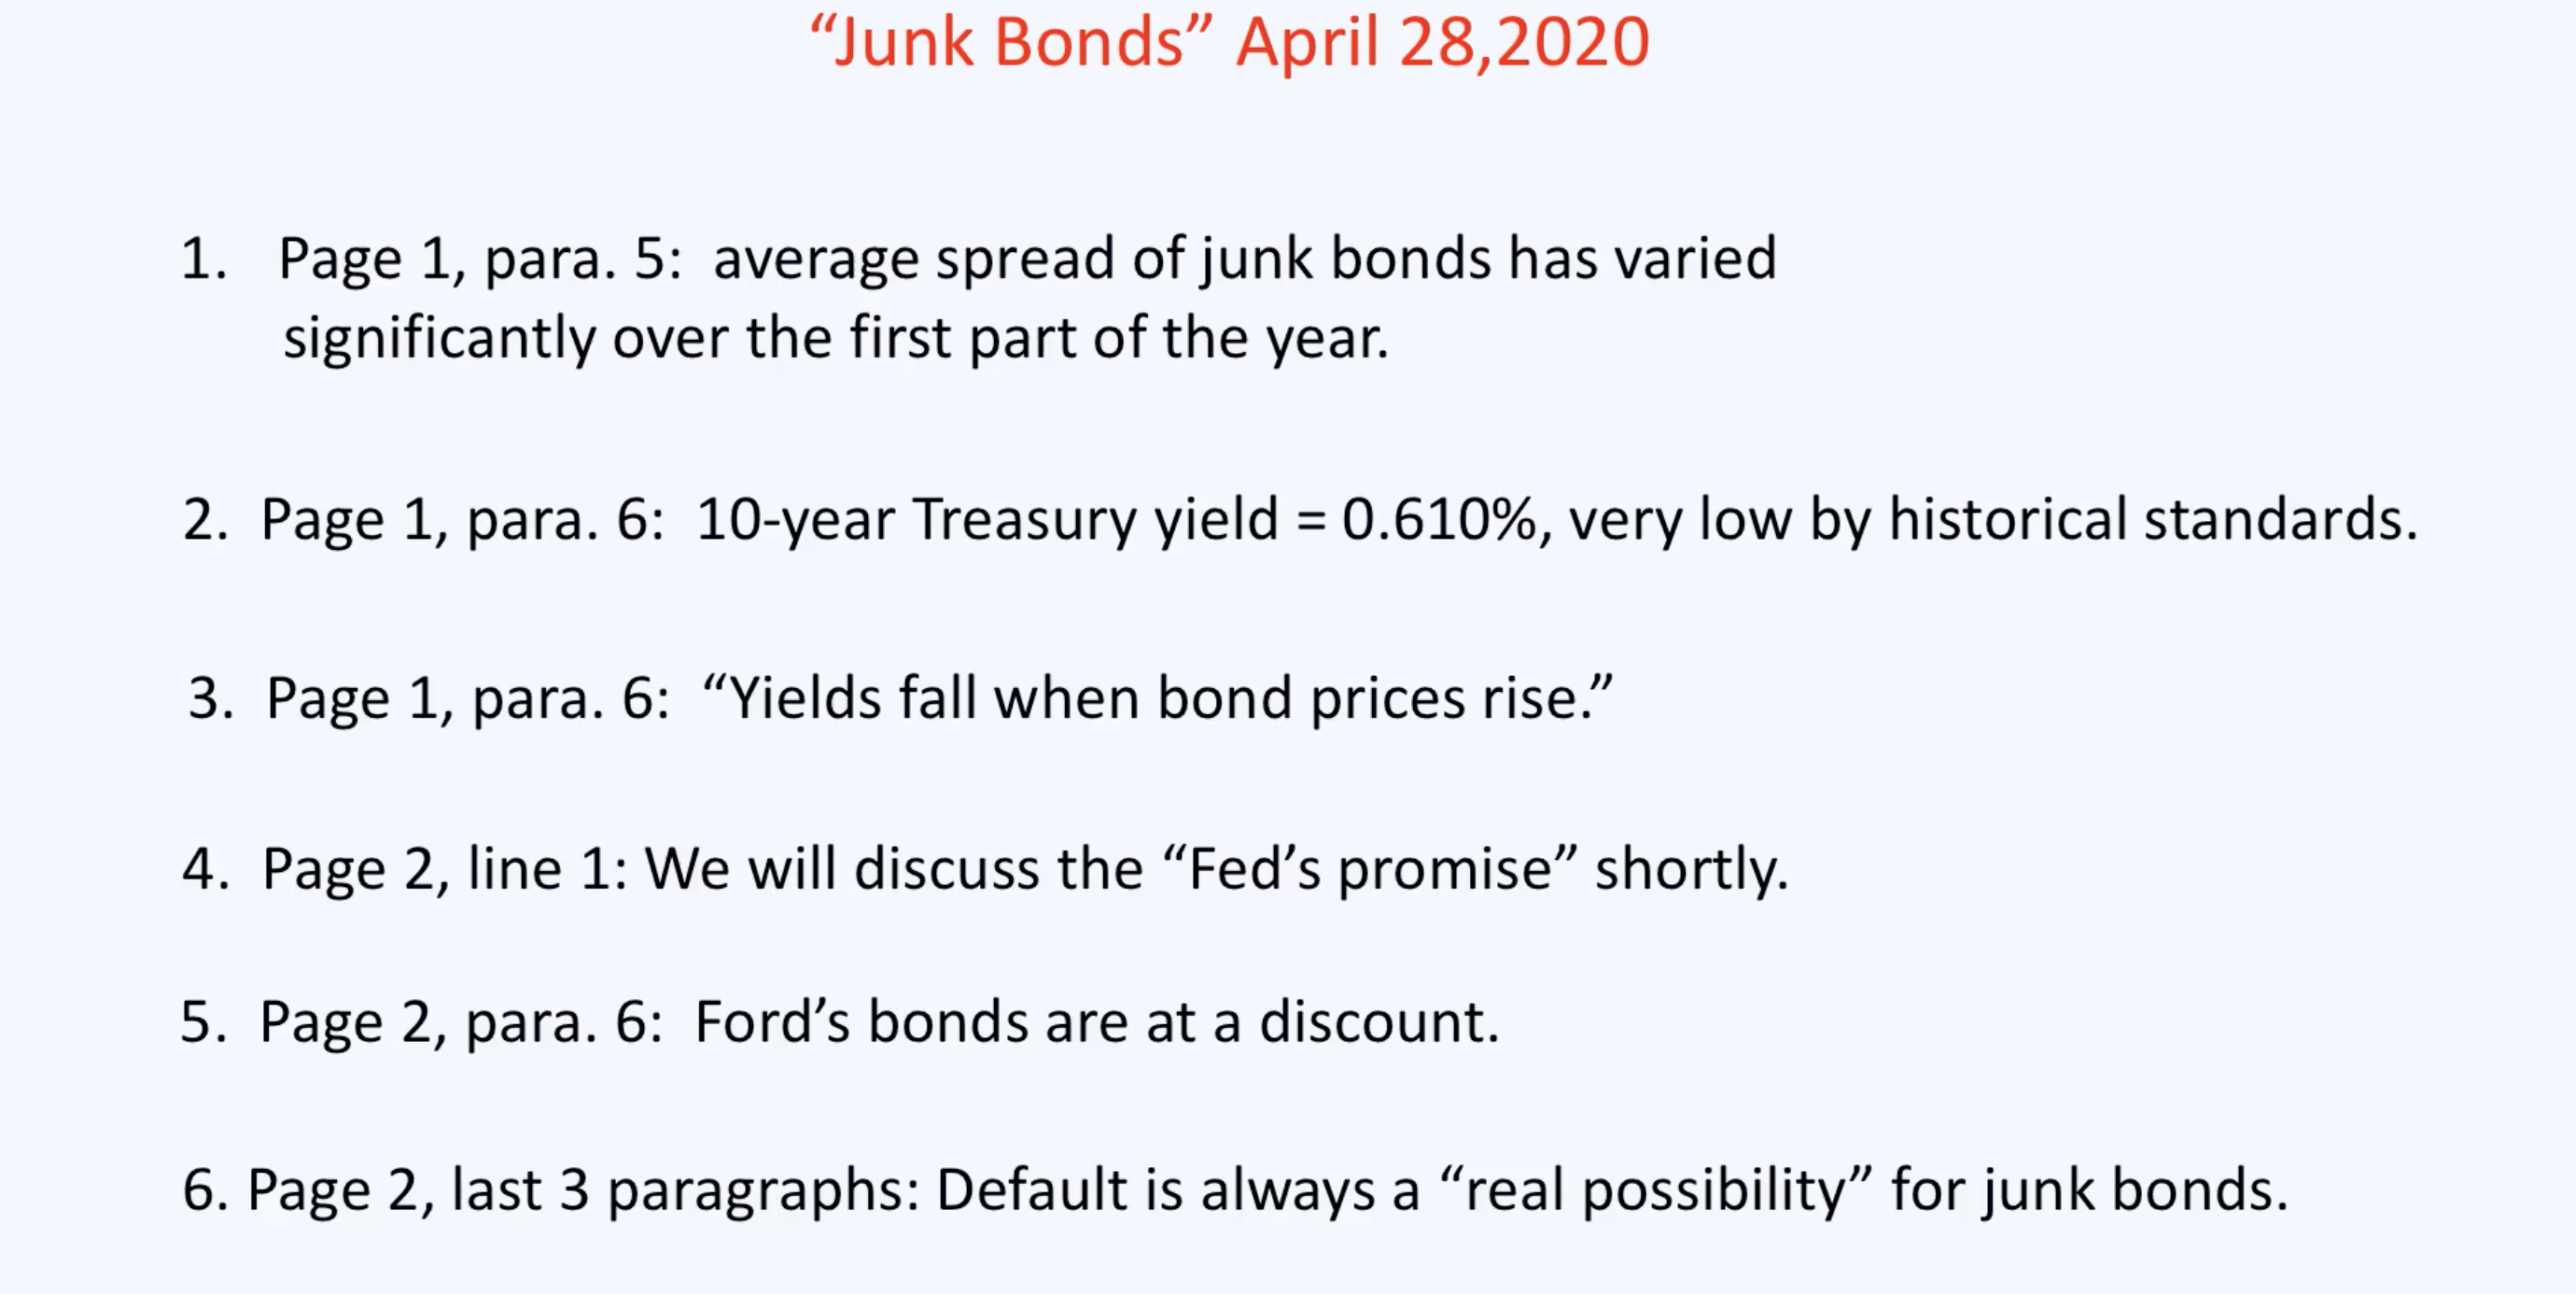 “Junk Bonds” April 28,2020
1. Page 1, para. 5: average spread of junk bonds has varied
significantly over the first part of the year.
2. Page 1, para. 6: 10-year Treasury yield = 0.610%, very low by historical standards.
3. Page 1, para. 6: “Yields fall when bond prices rise.”
4. Page 2, line 1: We will discuss the “Fed’s promise” shortly.
5. Page 2, para. 6: Ford’s bonds are at a discount.
6. Page 2, last 3 paragraphs: Default is always a “real possibility” for junk bonds.